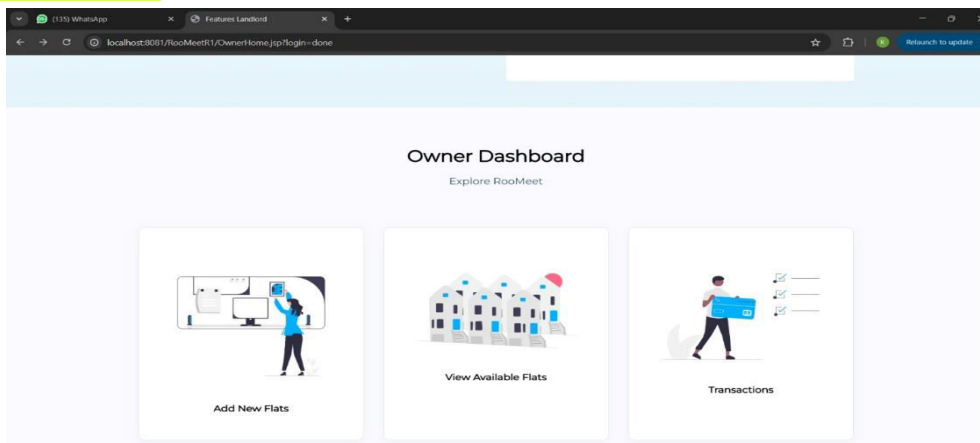 (135) WhatsApp
Features Landlord
localhost:8081/RooMeetR1/OwnerHome.jsp?login=done
K
Relaunch to update
Owner Dashboard
Explore RooMeet
Add New Flats
View Available Flats
Transactions